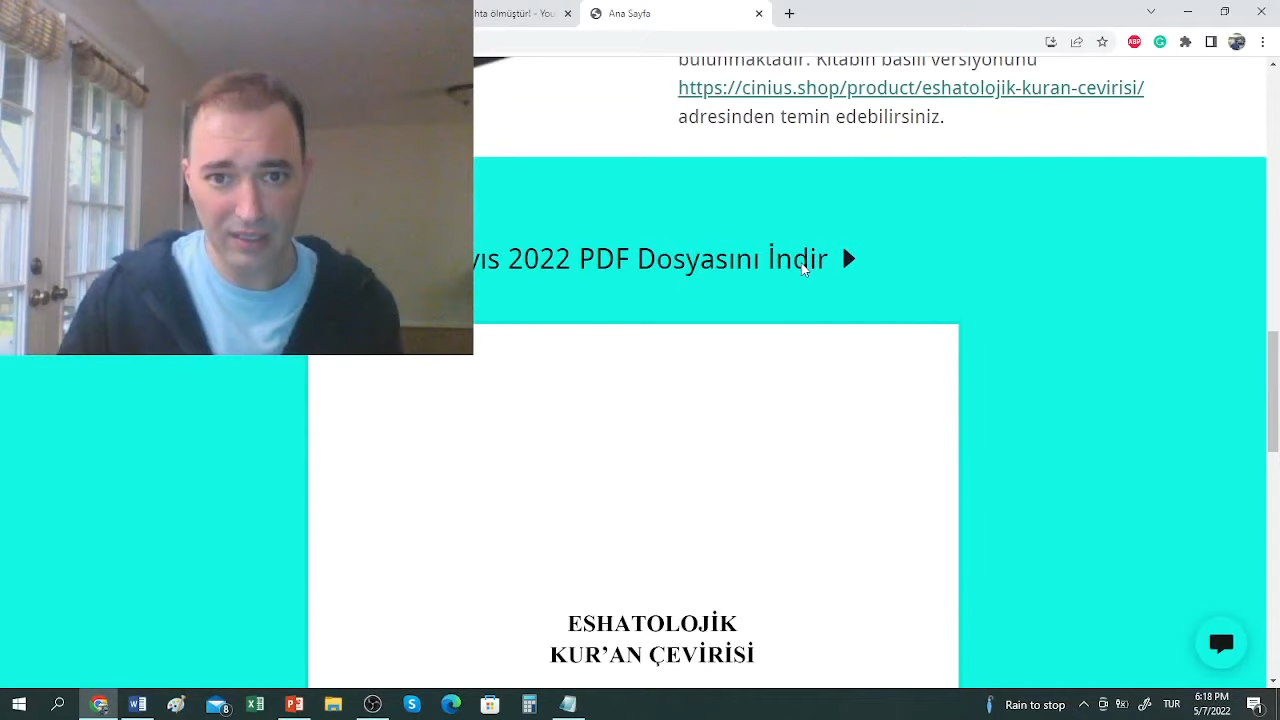 hta ölmüştür! - You
Ana Sayfa
bulunmaktadır. Kitabın basılı versiyonunu
https://cinius.shop/product/eshatolojik-kuran-cevirisi/
adresinden temin edebilirsiniz.
yıs 2022 PDF Dosyasını İndir
ESHATOLOJİK
KUR’AN ÇEVİRİSİ
Rain to stop
TUR
6:18 PM
5/7/2022